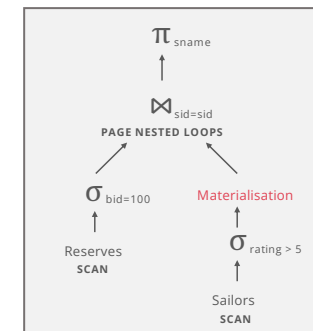 π sname
⋈ sid=sid
PAGE NESTED LOOPS
σ bid=100
Materialisation
Reserves
SCAN
σ rating > 5
Sailors
SCAN